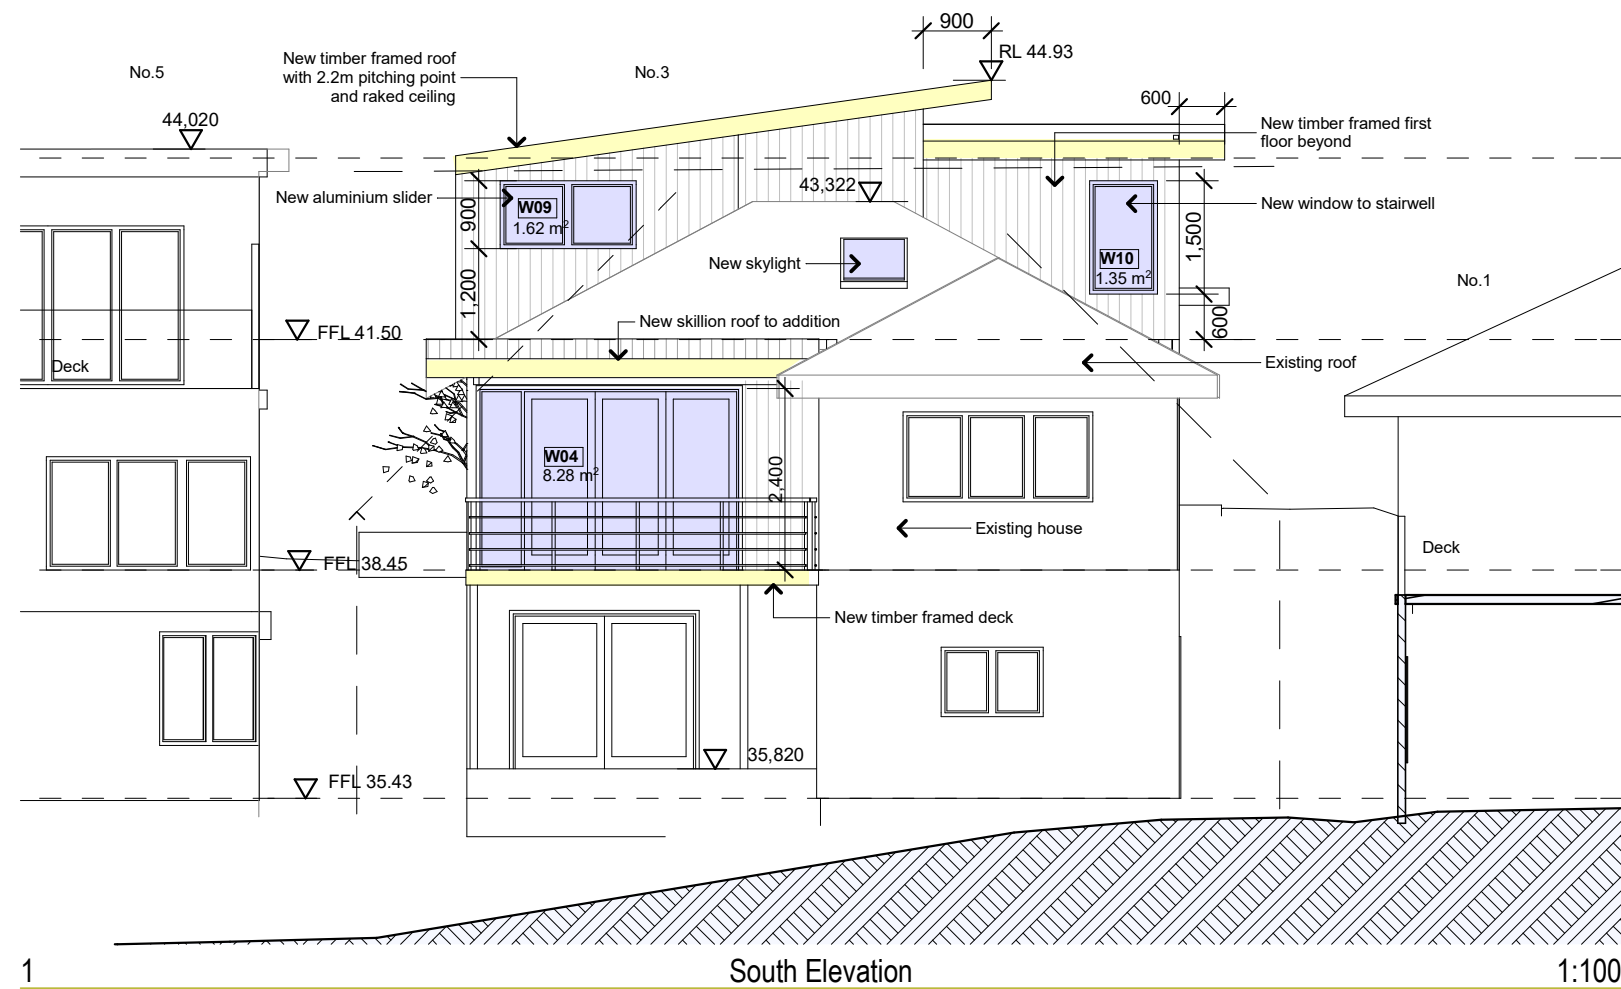 900
RL 44.93
New timber framed roof
with 2.2m pitching point
and raked ceiling
No.5
No.3
600
44,020
New timber framed first
floor beyond
New aluminium slider
W09
1.62 m²
900
43,322
New window to stairwell
1,500
W10
1.35 m²
New skylight
No.1
1,200
600
FFL 41.50
New skillion roof to addition
Deck
Existing roof
W04
8.28 m²
2,400
Existing house
Deck
FFL 38.45
New timber framed deck
35,820
FFL 35.43
1
South Elevation
1:100